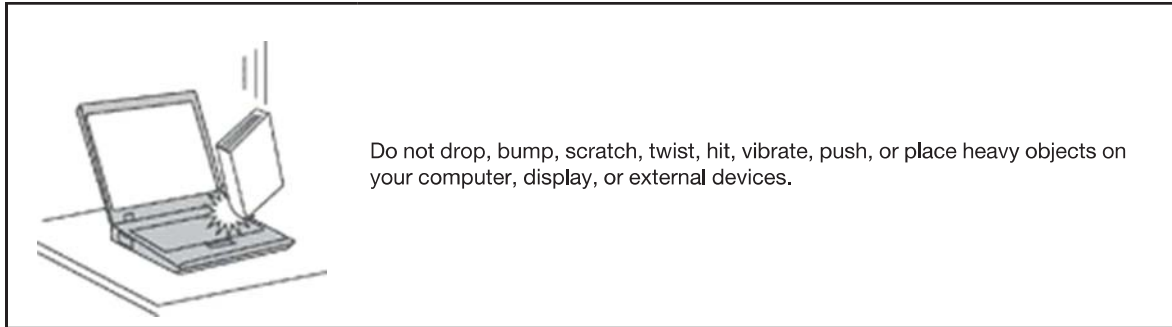 Do not drop, bump, scratch, twist, hit, vibrate, push, or place heavy objects on
your computer, display, or external devices.